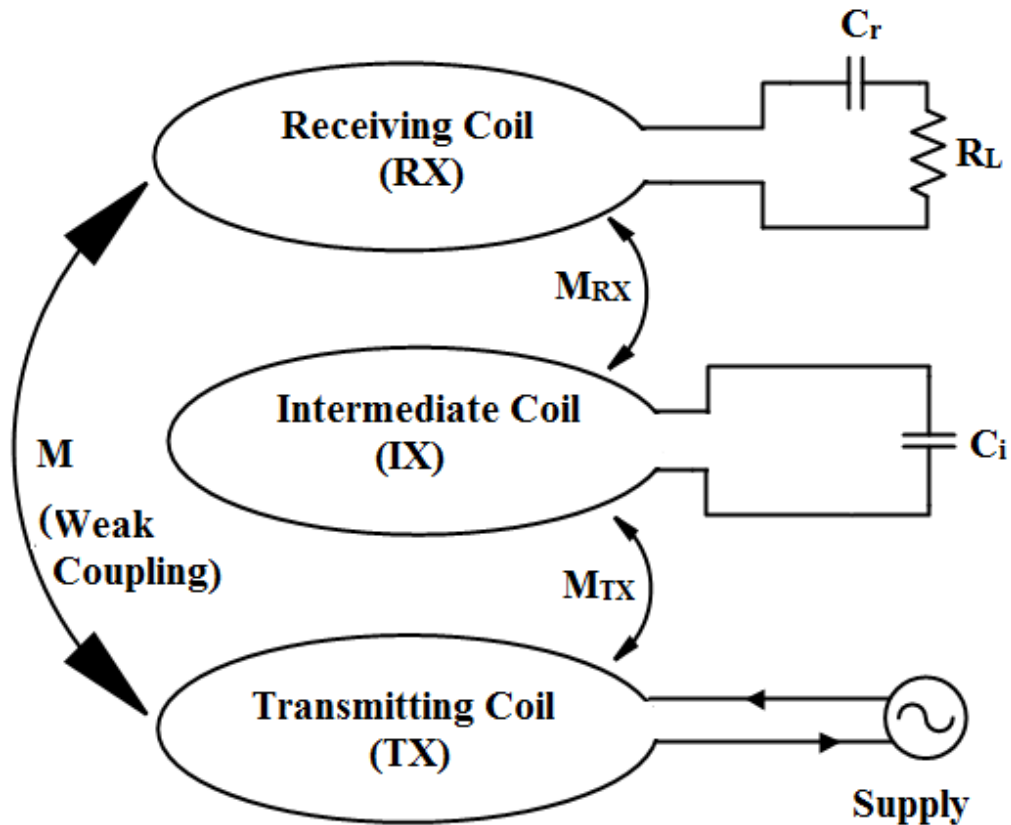 Cr
Receiving Coil
(RX)
RL
MRX
Intermediate Coil
(IX)
Ci
M
(Weak
Coupling)
MTX
Transmitting Coil
(TX)
Supply